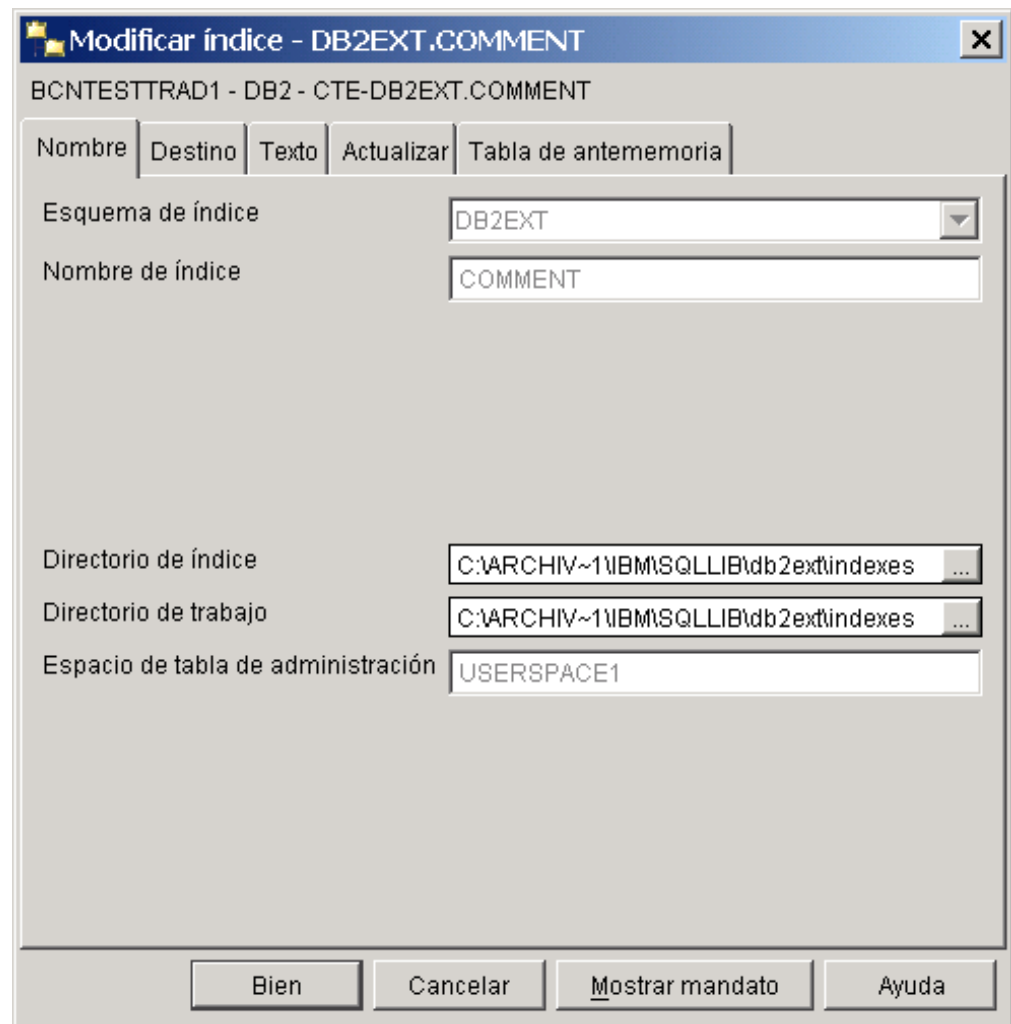 Modificar índice - DB2EXT.COMMENT
BCNTESTTRAD1 - DB2 - CTE-DB2EXT.COMMENT
Nombre Destino Texto Actualizar Tabla de antememoria
Esquema de índice DB2EXT
Nombre de índice COMMENT
Directorio de índice C:\ARCHIV~1\IBM\SQLLIB\db2ext\indexes ...
Directorio de trabajo C:\ARCHIV~1\IBM\SQLLIB\db2ext\indexes ...
Espacio de tabla de administración USERSPACE1
Bien Cancelar Mostrar mandato Ayuda